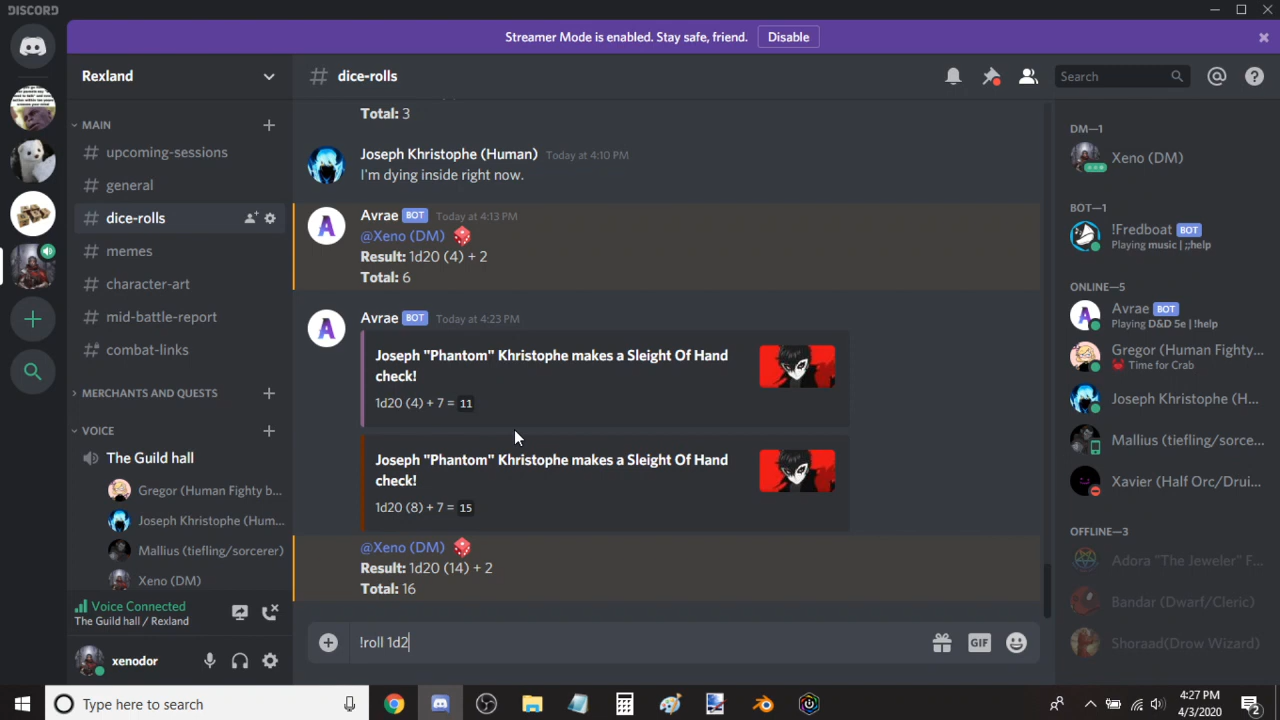 DISCORD
Streamer Mode is enabled. Stay safe, friend.
Disable
Rexland
# dice-rolls
Search
MAIN
# upcoming-sessions
# general
# dice-rolls
# memes
# character-art
# mid-battle-report
# combat-links
MERCHANTS AND QUESTS
VOICE
The Guild hall
Gregor (Human Fighty b...
Joseph Khristophe (Hum...
Mallius (tiefling/sorcerer)
Xeno (DM)
Voice Connected
The Guild hall / Rexland
xenodor
Total: 3
Joseph Khristophe (Human) Today at 4:10 PM
I'm dying inside right now.
Avrae BOT Today at 4:13 PM
@Xeno (DM)
Result: 1d20 (4) + 2
Total: 6
Avrae BOT Today at 4:23 PM
Joseph "Phantom" Khristophe makes a Sleight Of Hand
check!
1d20 (4) + 7 = 11
Joseph "Phantom" Khristophe makes a Sleight Of Hand
check!
1d20 (8) + 7 = 15
@Xeno (DM)
Result: 1d20 (14) + 2
Total: 16
!roll 1d2
GIF
DM—1
Xeno (DM)
BOT—1
!Fredboat BOT
Playing music | ;;help
ONLINE—5
Avrae BOT
Playing D&D 5e | !help
Gregor (Human Fighty...
Time for Crab
Joseph Khristophe (H...
Mallius (tiefling/sorce...
Xavier (Half Orc/Drui...
OFFLINE—3
Adora "The Jeweler" F...
Bandar (Dwarf/Cleric)
Shoraad(Drow Wizard)
Type here to search
4:27 PM
4/3/2020
2